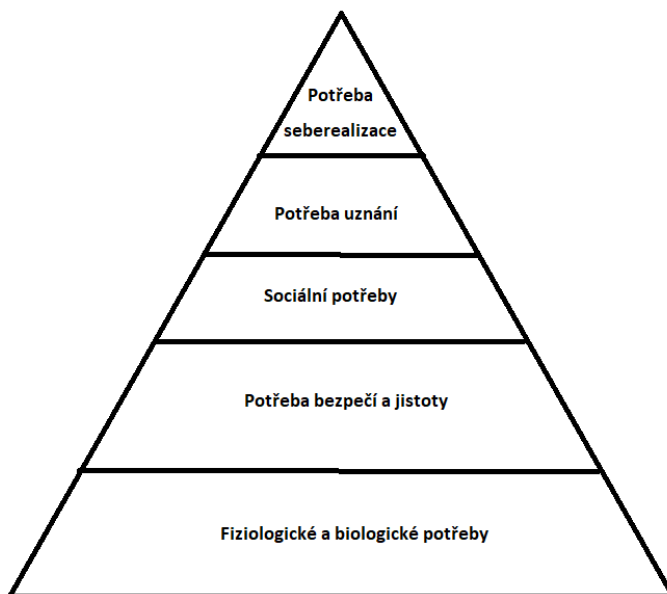 Potřeba
seberealizace
Potřeba uznání
Sociální potřeby
Potřeba bezpečí a jistoty
Fiziologické a biologické potřeby